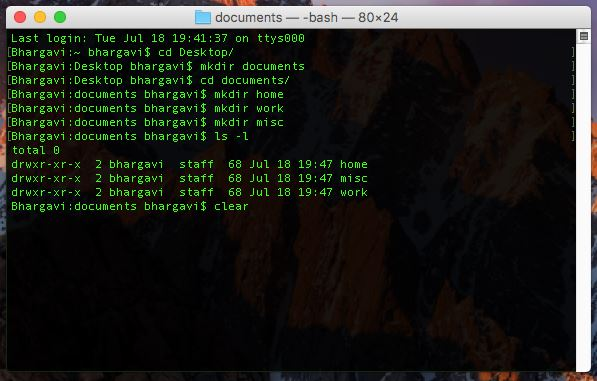 documents — -bash — 80×24
Last login: Tue Jul 18 19:41:37 on ttys000
[Bhargavi:~ bhargavi$ cd Desktop/ ]
[Bhargavi:Desktop bhargavi$ mkdir documents ]
[Bhargavi:Desktop bhargavi$ cd documents/ ]
[Bhargavi:documents bhargavi$ mkdir home ]
[Bhargavi:documents bhargavi$ mkdir work ]
[Bhargavi:documents bhargavi$ mkdir misc ]
[Bhargavi:documents bhargavi$ ls -l ]
total 0
drwxr-xr-x  2 bhargavi  staff  68 Jul 18 19:47 home
drwxr-xr-x  2 bhargavi  staff  68 Jul 18 19:47 misc
drwxr-xr-x  2 bhargavi  staff  68 Jul 18 19:47 work
Bhargavi:documents bhargavi$ clear